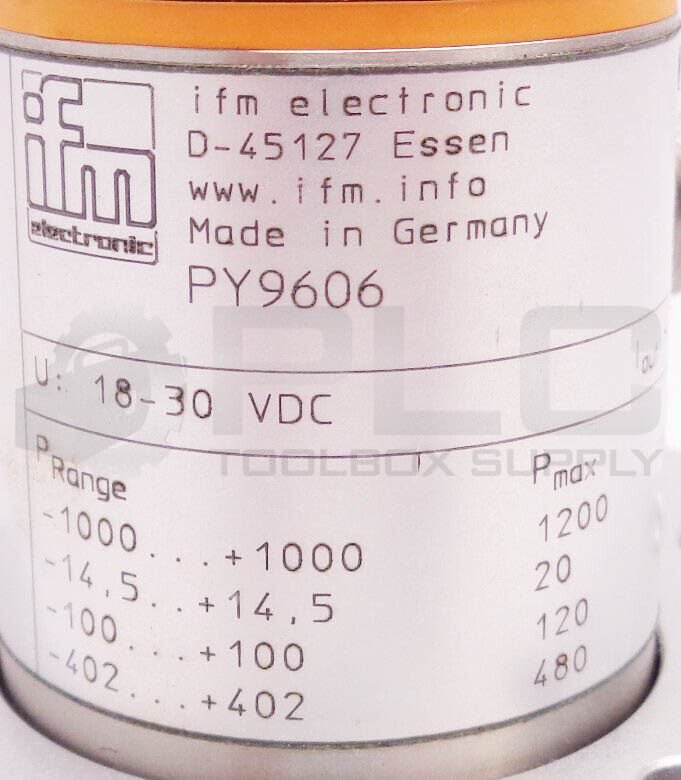 ifm
electronic
ifm electronic
D-45127 Essen
www.ifm.info
Made in Germany
PY9606
U: 18-30 VDC
PLC
TOOLBOX SUPPLY
PRange Pmax
-1000...+1000 1200
-14,5...+14,5 20
-100...+100 120
-402...+402 480